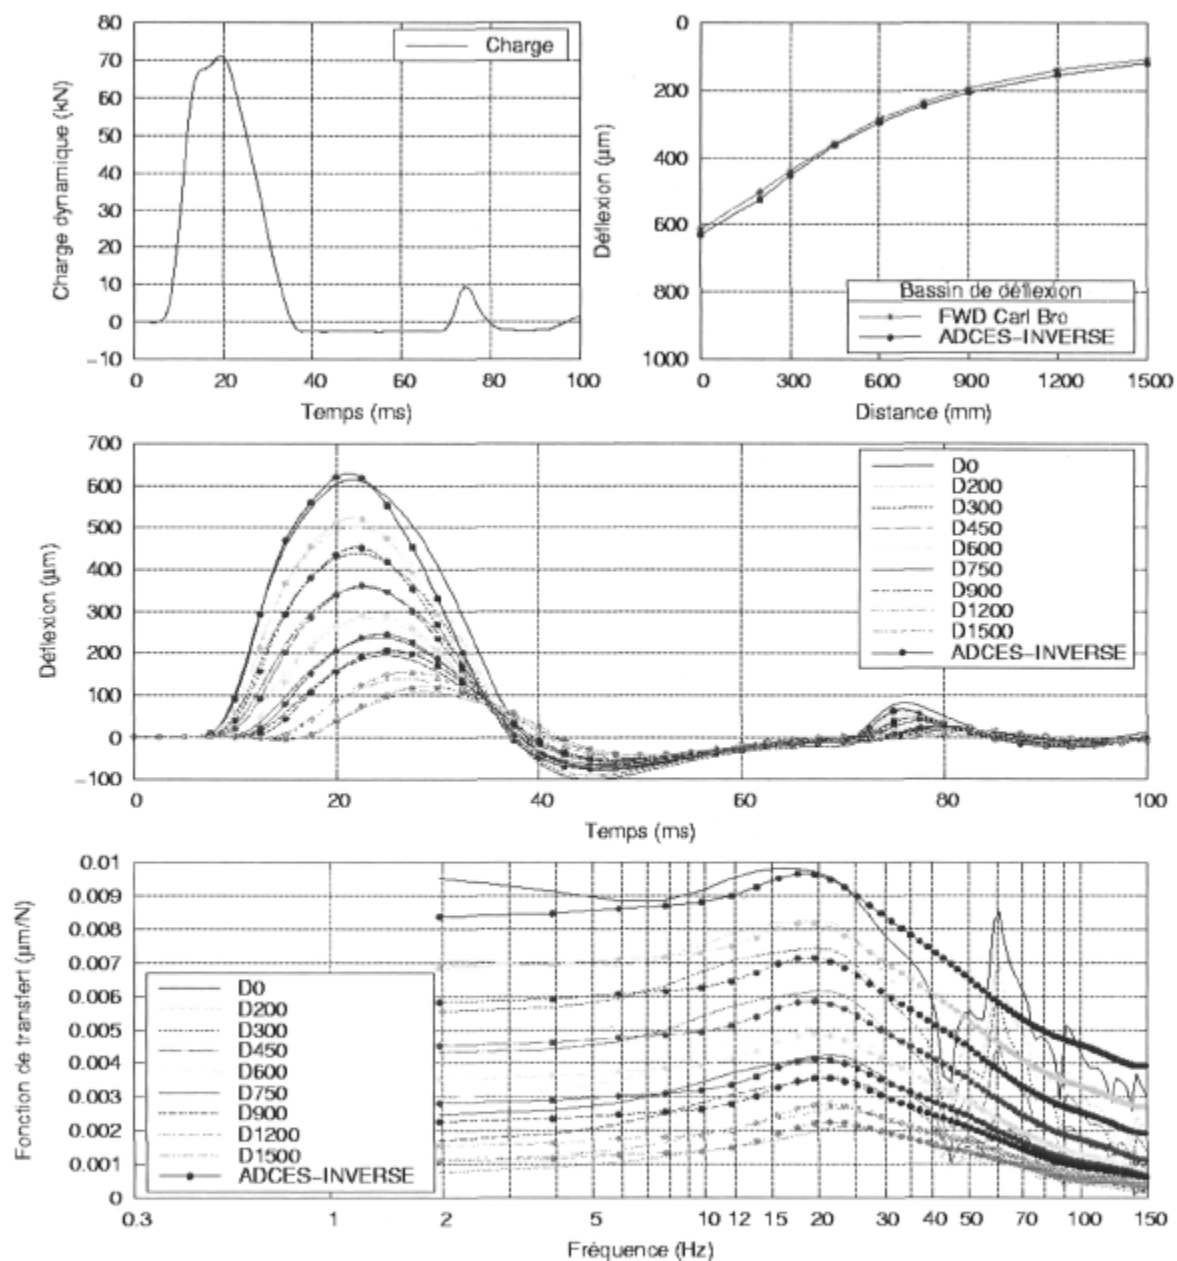 80
70
60
50
40
30
20
10
0
−10
Charge dynamique (kN)
Charge
0 20 40 60 80 100
Temps (ms)
0
200
400
600
800
1000
Déflexion (µm)
Bassin de déflexion
FWD Carl Bro
ADCES−INVERSE
0 300 600 900 1200 1500
Distance (mm)
700
600
500
400
300
200
100
0
−100
Déflexion (µm)
D0
D200
D300
D450
D600
D750
D900
D1200
D1500
ADCES−INVERSE
0 20 40 60 80 100
Temps (ms)
0.01
0.009
0.008
0.007
0.006
0.005
0.004
0.003
0.002
0.001
0
Fonction de transfert (µm/N)
D0
D200
D300
D450
D600
D750
D900
D1200
D1500
ADCES−INVERSE
0.3 1 2 5 10 12 15 20 30 40 50 70 100 150
Fréquence (Hz)